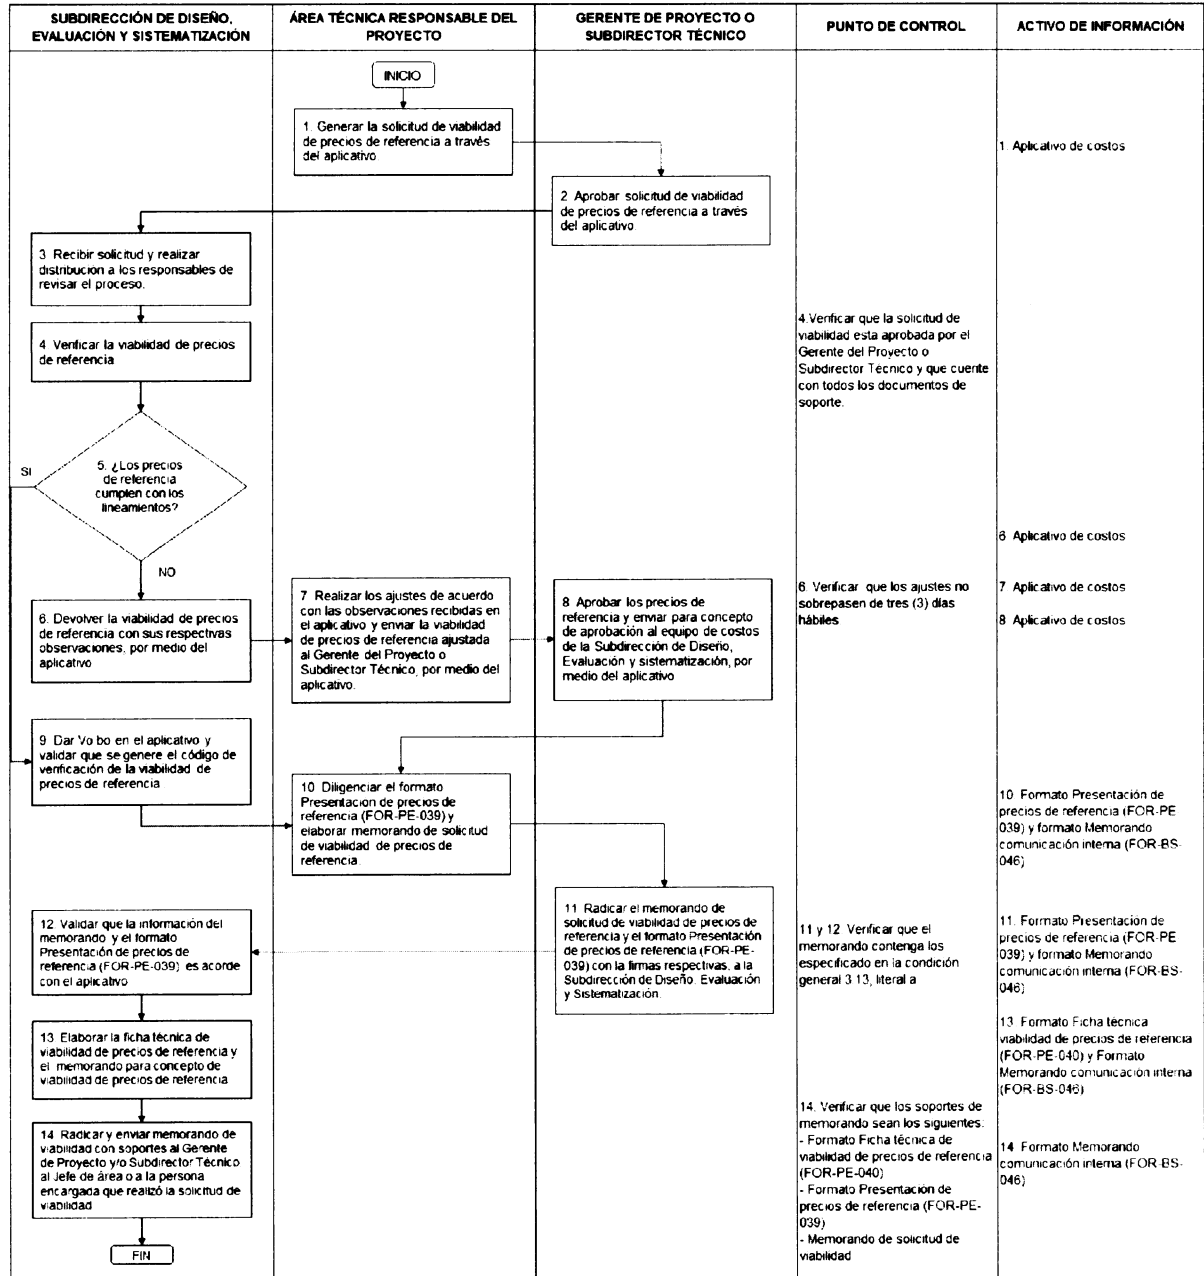 SUBDIRECCIÓN DE DISEÑO,
EVALUACIÓN Y SISTEMATIZACIÓN
ÁREA TÉCNICA RESPONSABLE DEL
PROYECTO
GERENTE DE PROYECTO O
SUBDIRECTOR TÉCNICO
PUNTO DE CONTROL
ACTIVO DE INFORMACIÓN
INICIO
1. Generar la solicitud de viabilidad
de precios de referencia a través
del aplicativo.
1. Aplicativo de costos
2 Aprobar solicitud de viabilidad
de precios de referencia a través
del aplicativo.
3 Recibir solicitud y realizar
distribución a los responsables de
revisar el proceso.
4 Verificar la viabilidad de precios
de referencia
4.Verificar que la solicitud de
viabilidad esta aprobada por el
Gerente del Proyecto o
Subdirector Técnico y que cuente
con todos los documentos de
soporte.
5. ¿Los precios
de referencia
cumplen con los
lineamientos?
SI
NO
6 Aplicativo de costos
6. Devolver la viabilidad de precios
de referencia con sus respectivas
observaciones, por medio del
aplicativo
7 Realizar los ajustes de acuerdo
con las observaciones recibidas en
el aplicativo y enviar la viabilidad
de precios de referencia ajustada
al Gerente del Proyecto o
Subdirector Técnico, por medio del
aplicativo.
8 Aprobar los precios de
referencia y enviar para concepto
de aprobación al equipo de costos
de la Subdirección de Diseño,
Evaluación y sistematización, por
medio del aplicativo
6. Verificar que los ajustes no
sobrepasen de tres (3) días
hábiles
7 Aplicativo de costos
8 Aplicativo de costos
9 Dar Vo bo en el aplicativo y
validar que se genere el código de
verificación de la viabilidad de
precios de referencia
10 Diligenciar el formato
Presentacion de precios de
referencia (FOR-PE-039) y
elaborar memorando de solicitud
de viabilidad de precios de
referencia.
10 Formato Presentación de
precios de referencia (FOR-PE
039) y formato Memorando
comunicación interna (FOR-BS-
046)
11 Radicar el memorando de
solicitud de viabilidad de precios de
referencia y el formato Presentación
de precios de referencia (FOR-PE-
039) con la firmas respectivas, a la
Subdirección de Diseño. Evaluación
y Sistematización.
12 Validar que la información del
memorando y el formato
Presentación de precios de
referencia (FOR-PE-039) es acorde
con el aplicativo
11 y 12 Verificar que el
memorando contenga los
especificado en la condición
general 3 13, literal a
11. Formato Presentación de
precios de referencia (FOR-PE
039) y formato Memorando
comunicación interna (FOR-BS-
046)
13 Elaborar la ficha técnica de
viabilidad de precios de referencia y
el memorando para concepto de
viabilidad de precios de referencia
13 Formato Ficha técnica
viabilidad de precios de referencia
(FOR-PE-040) y Formato
Memorando comunicación interna
(FOR-BS-046)
14 Radicar y enviar memorando de
viabilidad con soportes al Gerente
de Proyecto y/o Subdirector Técnico
al Jefe de área o a la persona
encargada que realizó la solicitud de
viabilidad
14. Verificar que los soportes de
memorando sean los siguientes:
- Formato Ficha técnica de
viabilidad de precios de referencia
(FOR-PE-040)
- Formato Presentación de
precios de referencia (FOR-PE-
039)
- Memorando de solicitud de
viabilidad
14 Formato Memorando
comunicación interna (FOR-BS-
046)
FIN